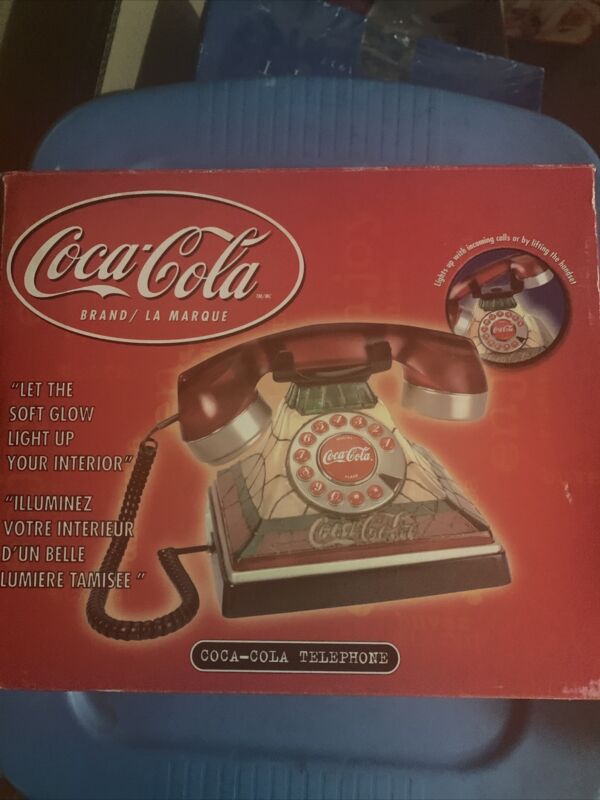 Coca-Cola
TM/MC
BRAND/ LA MARQUE
Lights up with incoming calls or by lifting the handset
Coca-Cola
"LET THE
SOFT GLOW
LIGHT UP
YOUR INTERIOR"
"ILLUMINEZ
VOTRE INTERIEUR
D'UN BELLE
LUMIERE TAMISEE "
Coca-Cola
Coca-Cola
COCA-COLA TELEPHONE